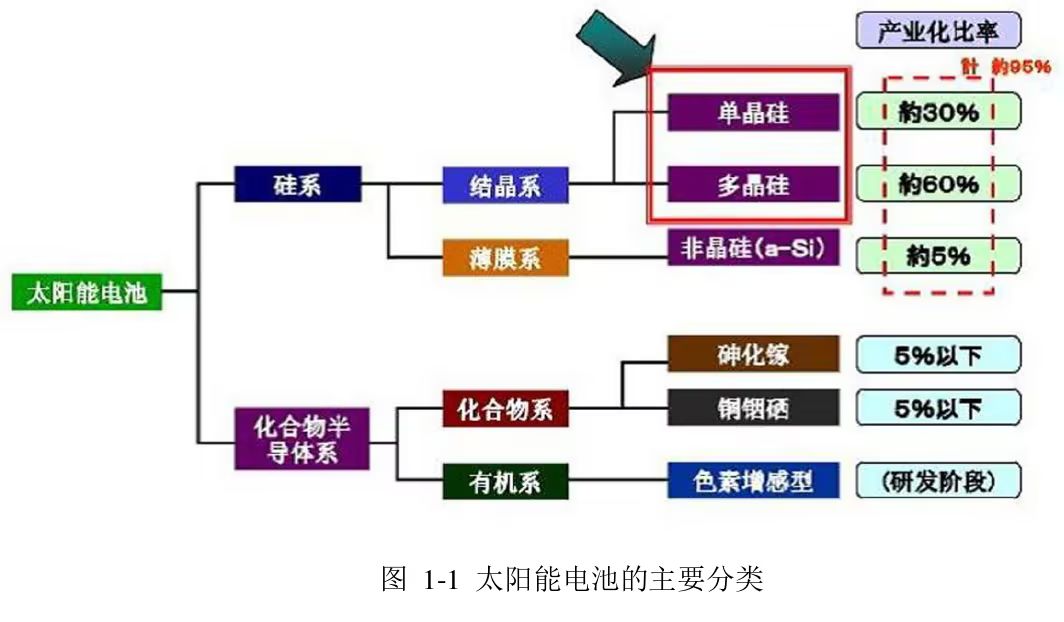 产业化比率
計 約95%
单晶硅
約30%
硅系
结晶系
多晶硅
約60%
薄膜系
非晶硅(a-Si)
約5%
太阳能电池
砷化镓
5%以下
化合物系
铜铟硒
5%以下
化合物半
导体系
有机系
色素增感型
(研发阶段)
图 1-1 太阳能电池的主要分类